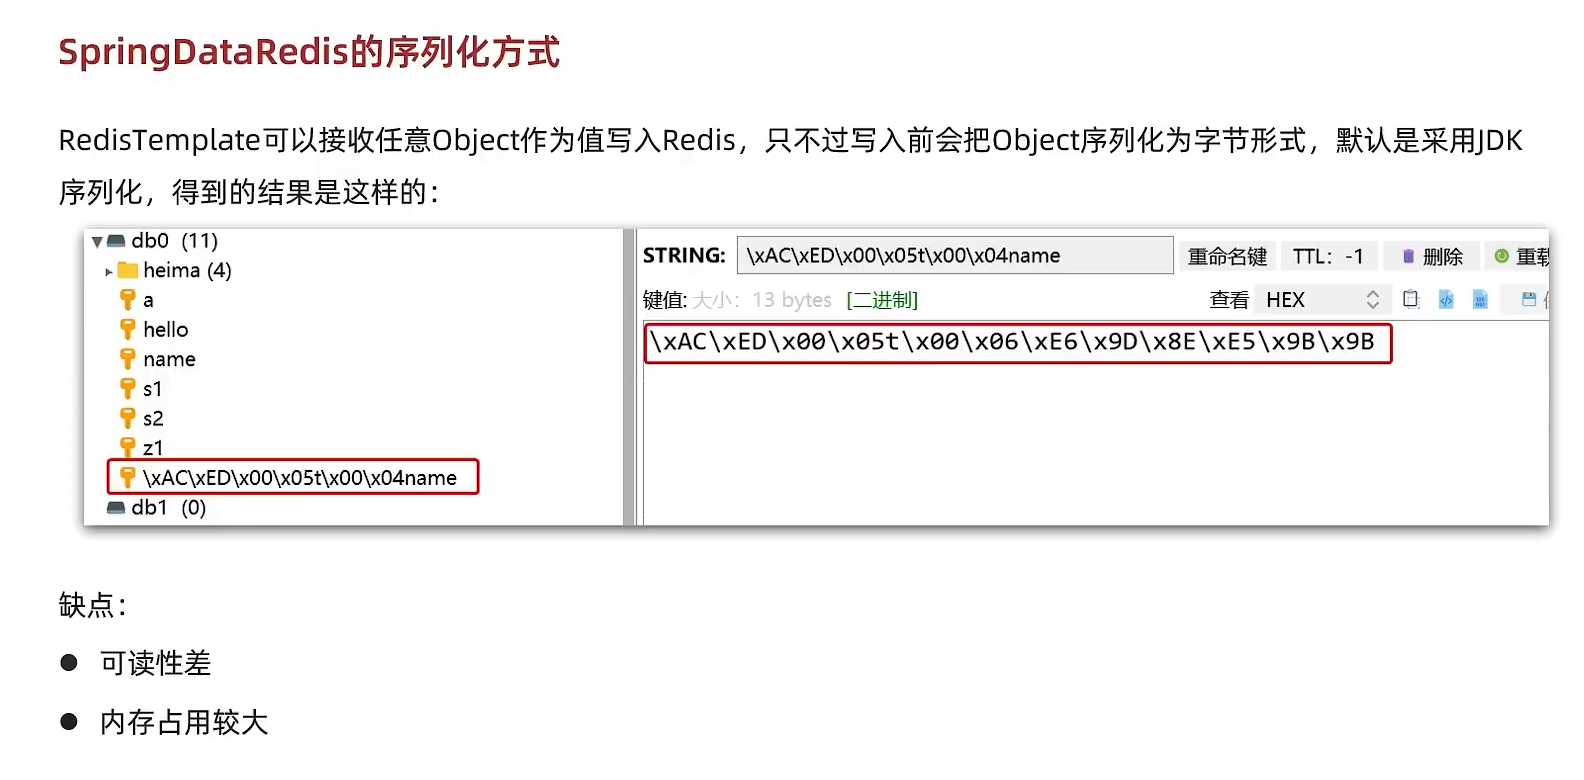 SpringDataRedis的序列化方式
RedisTemplate可以接收任意Object作为值写入Redis，只不过写入前会把Object序列化为字节形式，默认是采用JDK
序列化，得到的结果是这样的：
db0 (11)
heima (4)
a
hello
name
s1
s2
z1
\xAC\xED\x00\x05t\x00\x04name
db1 (0)
STRING: \xAC\xED\x00\x05t\x00\x04name 重命名键 TTL: -1 删除 重载
键值: 大小: 13 bytes [二进制] 查看 HEX
\xAC\xED\x00\x05t\x00\x06\xE6\x9D\x8E\xE5\x9B\x9B
缺点：
● 可读性差
● 内存占用较大